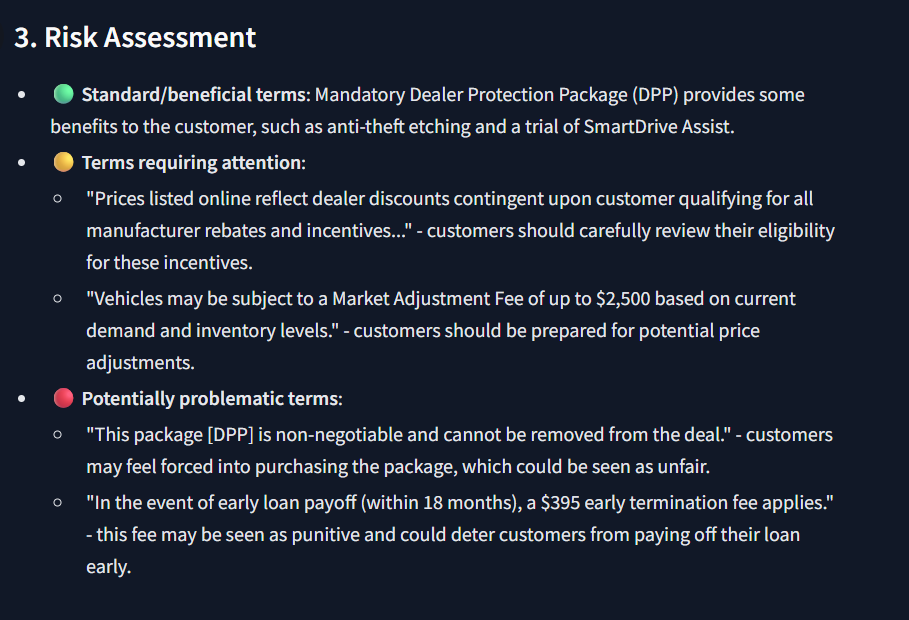 3. Risk Assessment
• 🟢 Standard/beneficial terms: Mandatory Dealer Protection Package (DPP) provides some
benefits to the customer, such as anti-theft etching and a trial of SmartDrive Assist.
• 🟡 Terms requiring attention:
○ "Prices listed online reflect dealer discounts contingent upon customer qualifying for all
manufacturer rebates and incentives..." - customers should carefully review their eligibility
for these incentives.
○ "Vehicles may be subject to a Market Adjustment Fee of up to $2,500 based on current
demand and inventory levels." - customers should be prepared for potential price
adjustments.
• 🔴 Potentially problematic terms:
○ "This package [DPP] is non-negotiable and cannot be removed from the deal." - customers
may feel forced into purchasing the package, which could be seen as unfair.
○ "In the event of early loan payoff (within 18 months), a $395 early termination fee applies."
- this fee may be seen as punitive and could deter customers from paying off their loan
early.